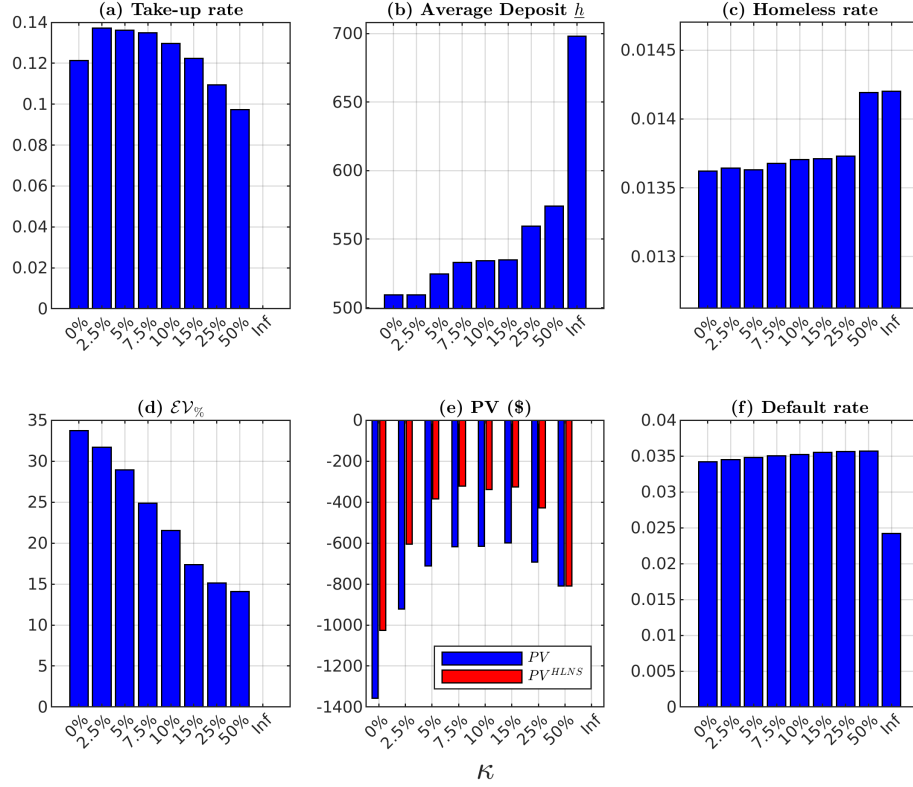 (a) Take-up rate
0.14
0.12
0.1
0.08
0.06
0.04
0.02
0
0% 2.5% 5% 7.5% 10% 15% 25% 50% Inf
(b) Average Deposit h
700
650
600
550
500
0% 2.5% 5% 7.5% 10% 15% 25% 50% Inf
(c) Homeless rate
0.0145
0.014
0.0135
0.013
0% 2.5% 5% 7.5% 10% 15% 25% 50% Inf
(d) ℰ𝒱%
35
30
25
20
15
10
5
0
0% 2.5% 5% 7.5% 10% 15% 25% 50% Inf
(e) PV ($)
0
-200
-400
-600
-800
-1000
-1200
-1400
PV
PV^HLNS
0% 2.5% 5% 7.5% 10% 15% 25% 50% Inf
κ
(f) Default rate
0.04
0.035
0.03
0.025
0.02
0.015
0.01
0.005
0
0% 2.5% 5% 7.5% 10% 15% 25% 50% Inf